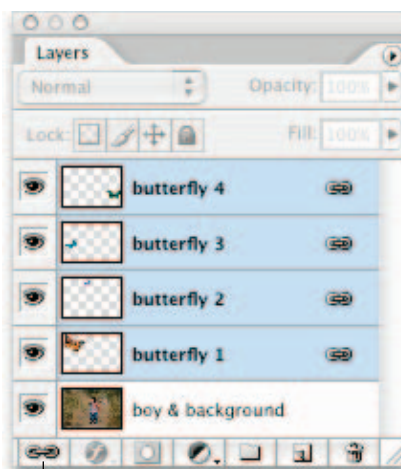 Layers
Normal Opacity: 100%
Lock: Fill: 100%
butterfly 4
butterfly 3
butterfly 2
butterfly 1
boy & background